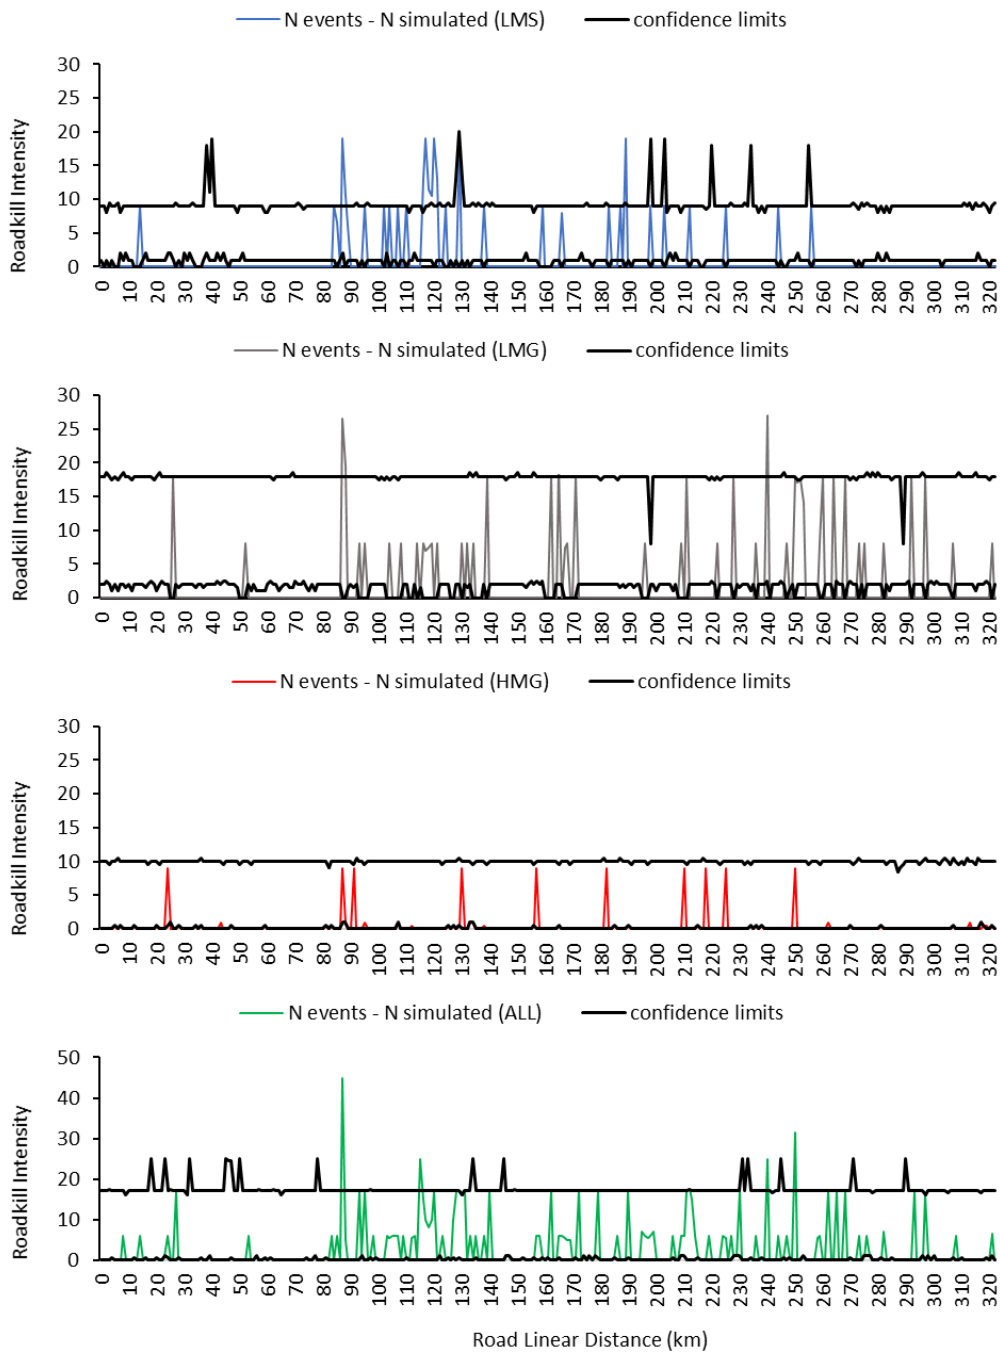 N events - N simulated (LMS) confidence limits
30
25
20
15
10
5
0
Roadkill Intensity
0 10 20 30 40 50 60 70 80 90 100 110 120 130 140 150 160 170 180 190 200 210 220 230 240 250 260 270 280 290 300 310 320
N events - N simulated (LMG) confidence limits
30
25
20
15
10
5
0
Roadkill Intensity
0 10 20 30 40 50 60 70 80 90 100 110 120 130 140 150 160 170 180 190 200 210 220 230 240 250 260 270 280 290 300 310 320
N events - N simulated (HMG) confidence limits
30
25
20
15
10
5
0
Roadkill Intensity
0 10 20 30 40 50 60 70 80 90 100 110 120 130 140 150 160 170 180 190 200 210 220 230 240 250 260 270 280 290 300 310 320
N events - N simulated (ALL) confidence limits
50
40
30
20
10
0
Roadkill Intensity
0 10 20 30 40 50 60 70 80 90 100 110 120 130 140 150 160 170 180 190 200 210 220 230 240 250 260 270 280 290 300 310 320
Road Linear Distance (km)